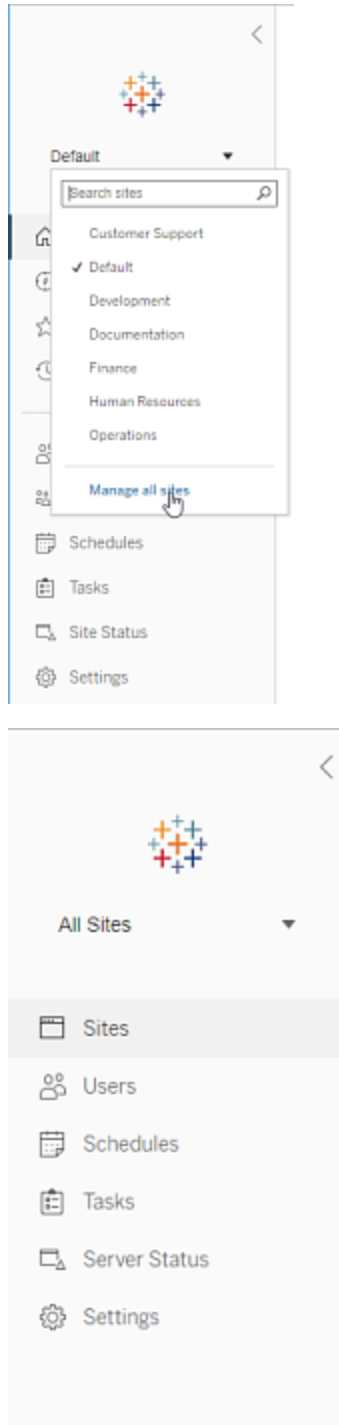 Default
Search sites
Customer Support
Default
Development
Documentation
Finance
Human Resources
Operations
Manage all sites
Schedules
Tasks
Site Status
Settings
All Sites
Sites
Users
Schedules
Tasks
Server Status
Settings